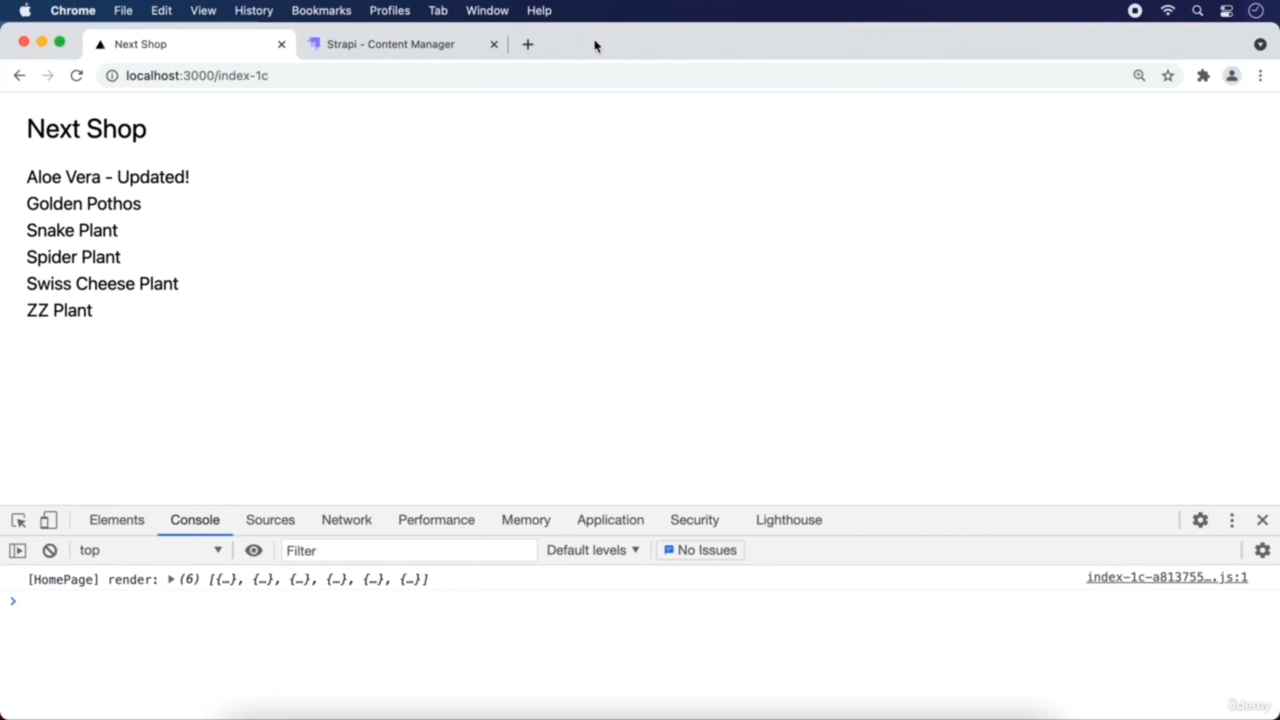 Chrome File Edit View History Bookmarks Profiles Tab Window Help
Next Shop Strapi - Content Manager
localhost:3000/index-1c
Next Shop
Aloe Vera - Updated!
Golden Pothos
Snake Plant
Spider Plant
Swiss Cheese Plant
ZZ Plant
Elements Console Sources Network Performance Memory Application Security Lighthouse
top Filter Default levels No Issues
[HomePage] render: (6) [{…}, {…}, {…}, {…}, {…}, {…}] index-1c-a813755….js:1
ûdemy